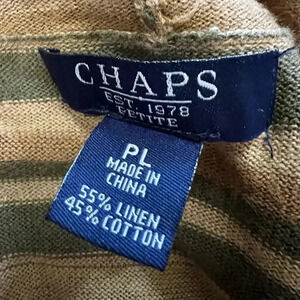 CHAPS
EST. 1978
PETITE
PL
MADE IN
CHINA
55% LINEN
45% COTTON